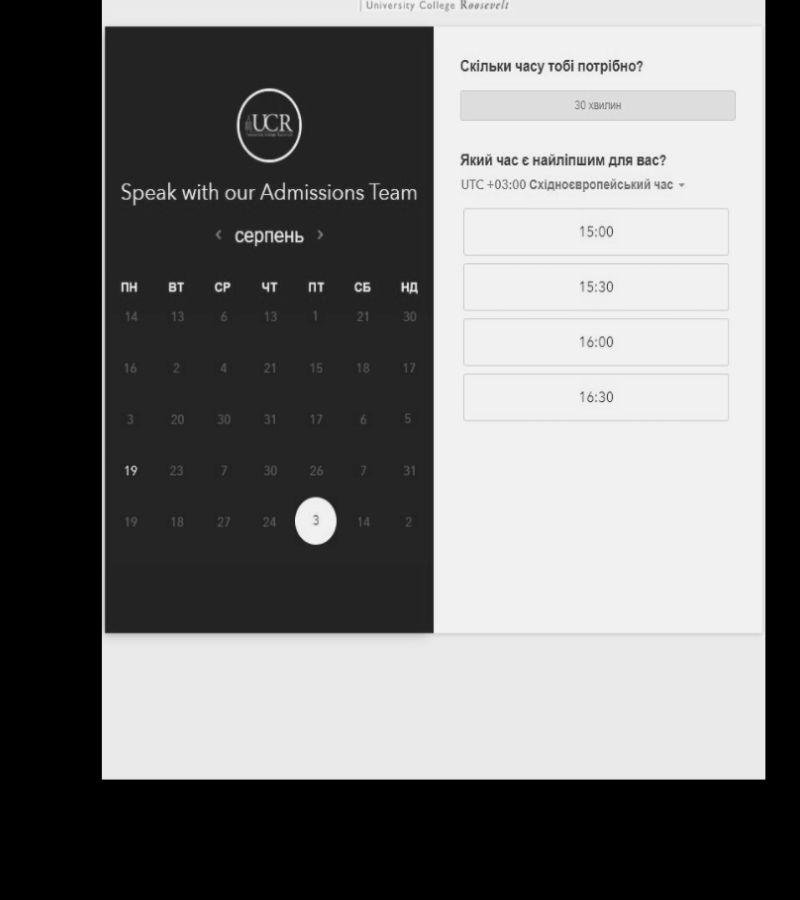 University College Roosevelt
UCR
Speak with our Admissions Team
‹ серпень ›
ПН ВТ СР ЧТ ПТ СБ НД
14 13 6 13 1 21 30
16 2 4 21 15 18 17
3 20 30 31 17 6 5
19 23 7 30 26 7 31
19 18 27 24 3 14 2
Скільки часу тобі потрібно?
30 хвилин
Який час є найліпшим для вас?
UTC +03:00 Східноєвропейський час
15:00
15:30
16:00
16:30